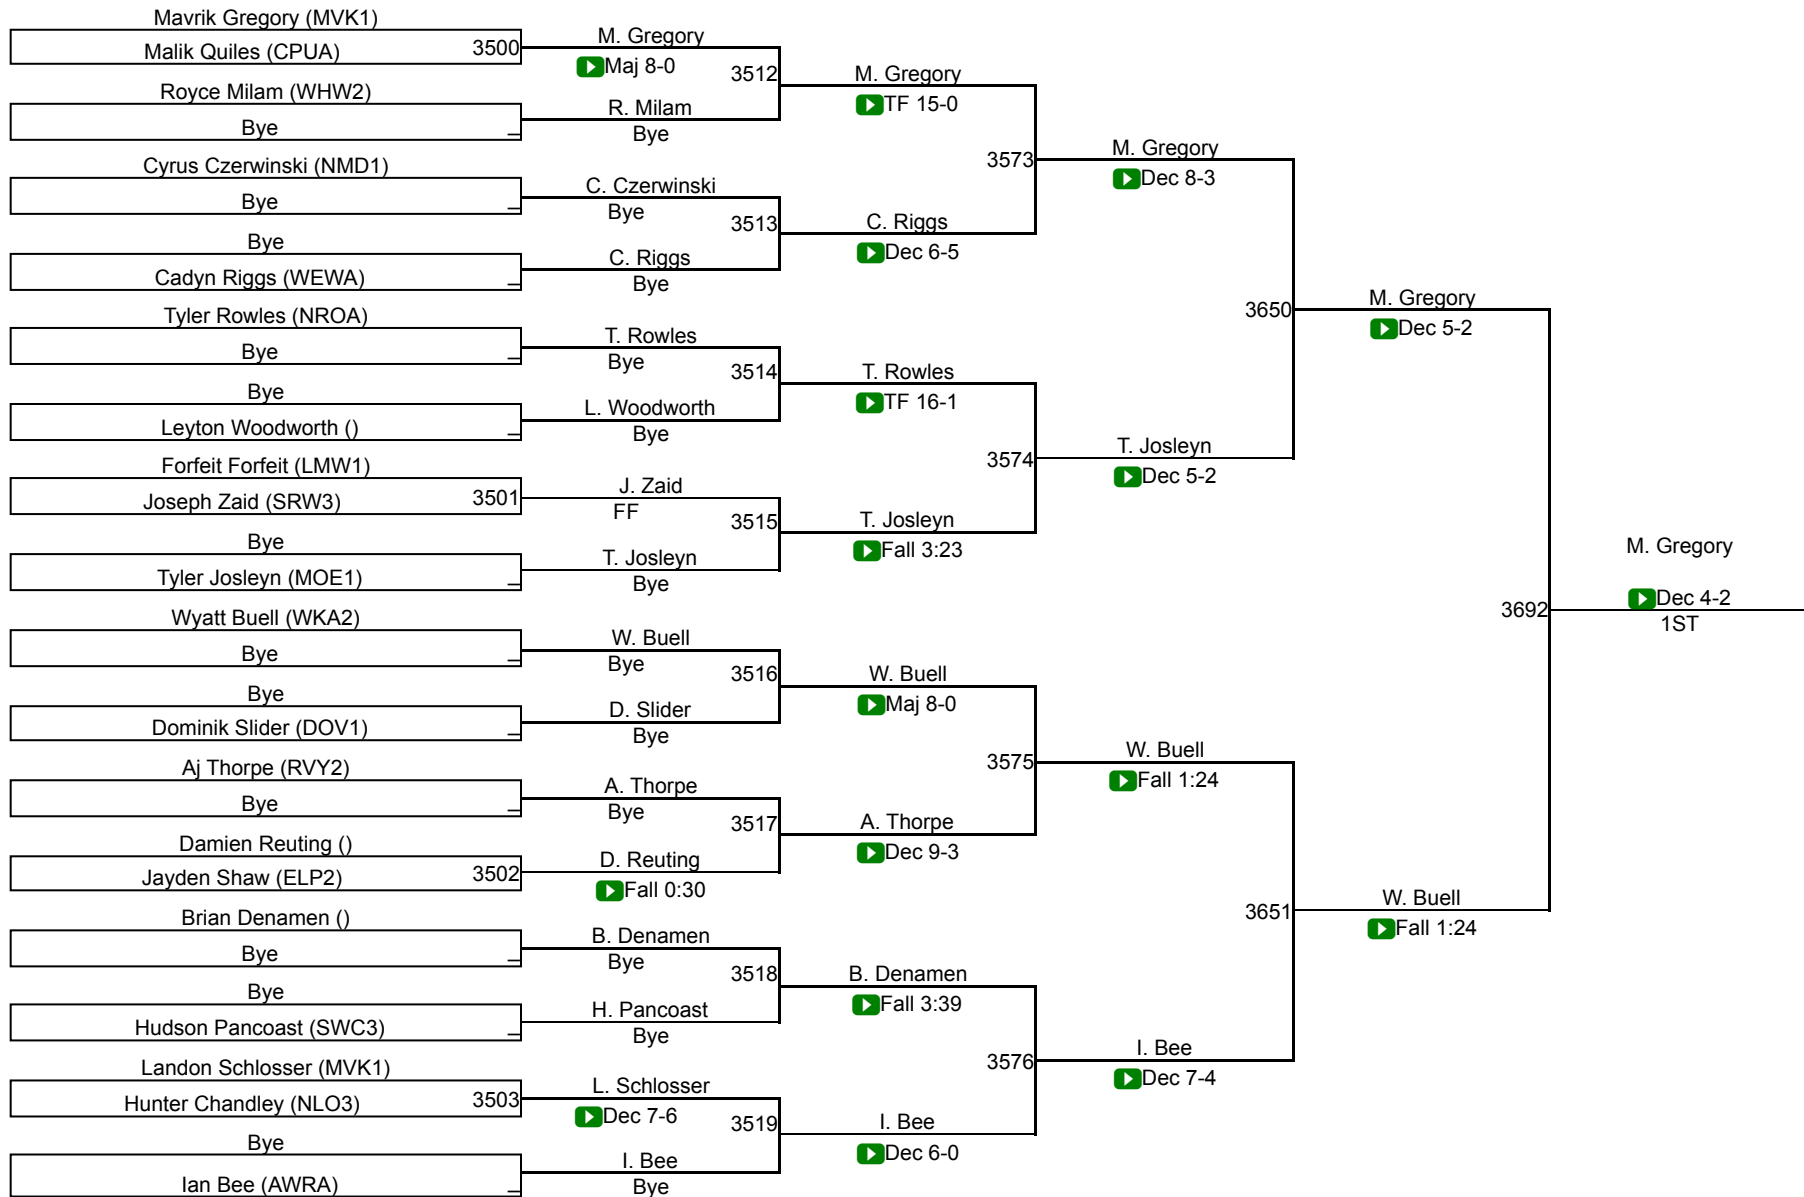 Mavrik Gregory (MVK1)
Malik Quiles (CPUA) 3500
Royce Milam (WHW2)
Bye _
Cyrus Czerwinski (NMD1)
Bye _
Bye
Cadyn Riggs (WEWA) _
Tyler Rowles (NROA)
Bye _
Bye
Leyton Woodworth () _
Forfeit Forfeit (LMW1)
Joseph Zaid (SRW3) 3501
Bye
Tyler Josleyn (MOE1) _
Wyatt Buell (WKA2)
Bye _
Bye
Dominik Slider (DOV1) _
Aj Thorpe (RVY2)
Bye _
Damien Reuting ()
Jayden Shaw (ELP2) 3502
Brian Denamen ()
Bye _
Bye
Hudson Pancoast (SWC3) _
Landon Schlosser (MVK1)
Hunter Chandley (NLO3) 3503
Bye
Ian Bee (AWRA) _
M. Gregory
Maj 8-0
3512
R. Milam
Bye
C. Czerwinski
Bye
3513
C. Riggs
Bye
T. Rowles
Bye
3514
L. Woodworth
Bye
J. Zaid
FF
3515
T. Josleyn
Bye
W. Buell
Bye
3516
D. Slider
Bye
A. Thorpe
Bye
3517
D. Reuting
Fall 0:30
B. Denamen
Bye
3518
H. Pancoast
Bye
L. Schlosser
Dec 7-6
3519
I. Bee
Bye
M. Gregory
TF 15-0
3573
C. Riggs
Dec 6-5
T. Rowles
TF 16-1
3574
T. Josleyn
Fall 3:23
W. Buell
Maj 8-0
3575
A. Thorpe
Dec 9-3
B. Denamen
Fall 3:39
3576
I. Bee
Dec 6-0
M. Gregory
Dec 8-3
3650
T. Josleyn
Dec 5-2
W. Buell
Fall 1:24
3651
I. Bee
Dec 7-4
M. Gregory
Dec 5-2
3692
W. Buell
Fall 1:24
M. Gregory
Dec 4-2
1ST